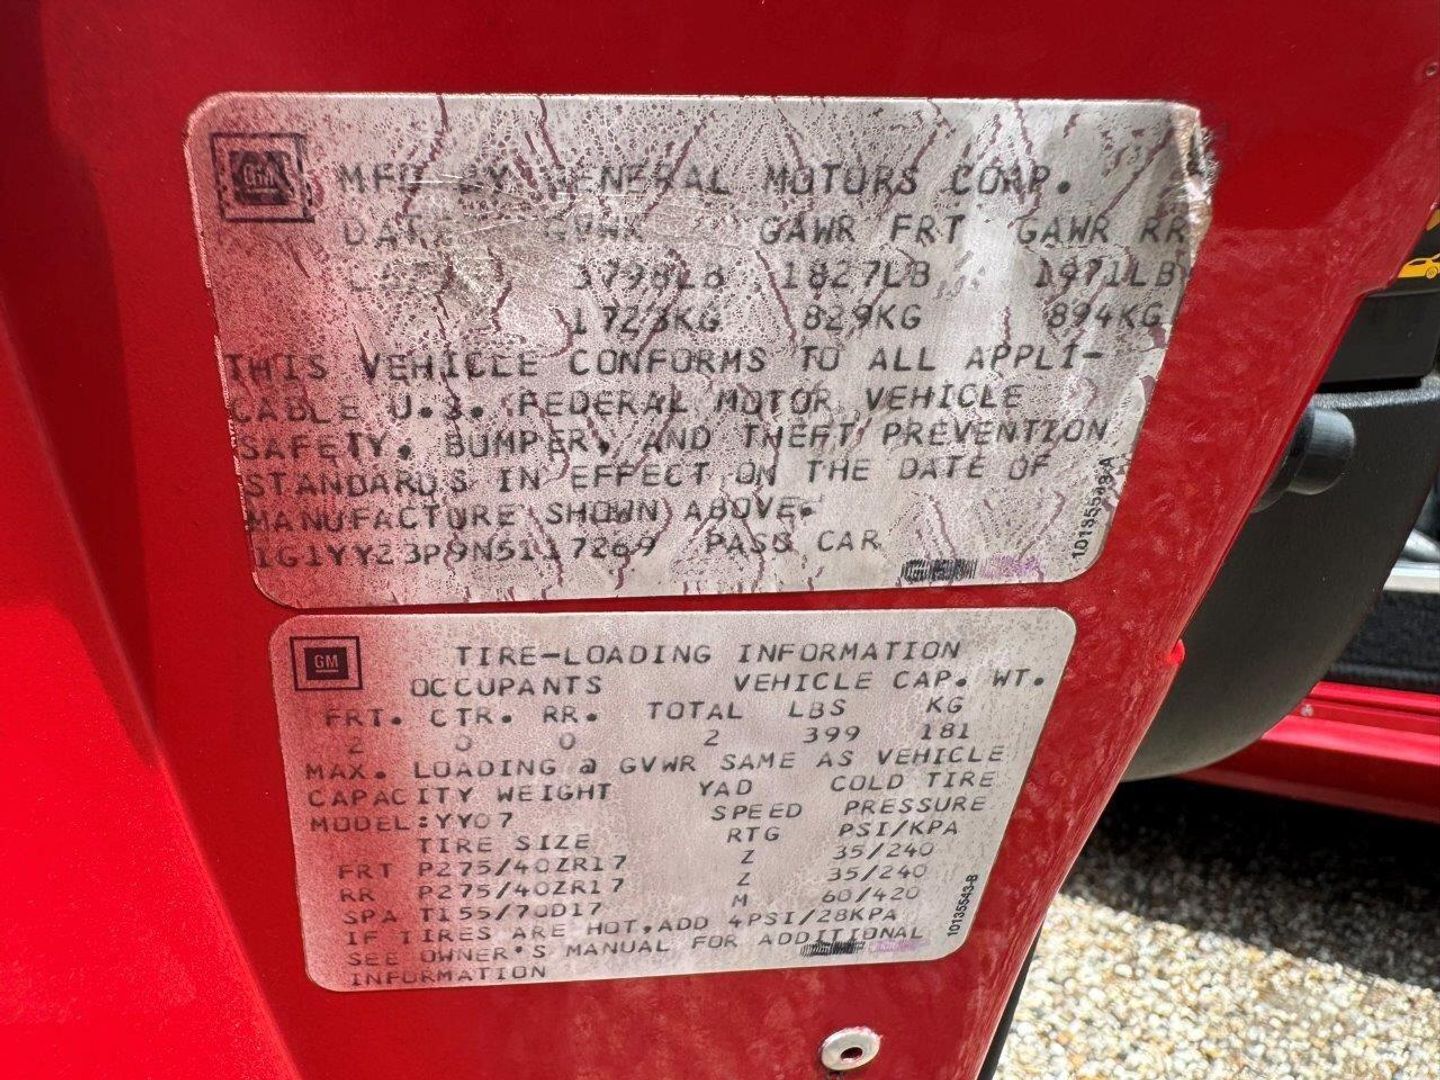 GM
MFD BY GENERAL MOTORS CORP.
DATE GVWR GAWR FRT GAWR RR
3798LB 1827LB 1971LB
1723KG 829KG 894KG
THIS VEHICLE CONFORMS TO ALL APPLI-
CABLE U.S. FEDERAL MOTOR VEHICLE
SAFETY, BUMPER, AND THEFT PREVENTION
STANDARDS IN EFFECT ON THE DATE OF
MANUFACTURE SHOWN ABOVE.
1G1YY23P9N5117269 PASS CAR
10135543-A
GM
TIRE-LOADING INFORMATION
OCCUPANTS VEHICLE CAP. WT.
FRT. CTR. RR. TOTAL LBS KG
2 0 0 2 399 181
MAX. LOADING @ GVWR SAME AS VEHICLE
CAPACITY WEIGHT YAD COLD TIRE
MODEL:YY07 SPEED PRESSURE
TIRE SIZE RTG PSI/KPA
FRT P275/40ZR17 Z 35/240
RR P275/40ZR17 Z 35/240
SPA T155/70D17 M 60/420
IF TIRES ARE HOT,ADD 4PSI/28KPA
SEE OWNER'S MANUAL FOR ADDITIONAL
INFORMATION
10135543-B